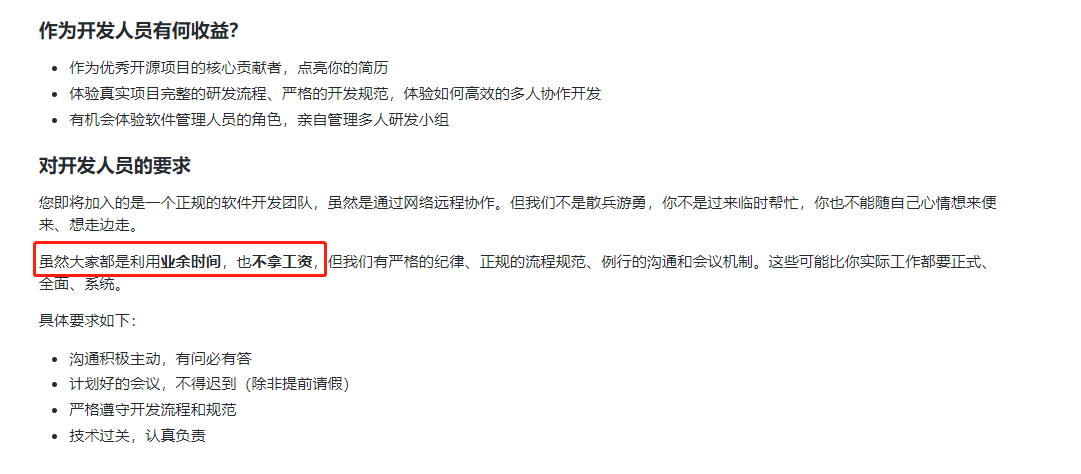 作为开发人员有何收益？
作为优秀开源项目的核心贡献者，点亮你的简历
体验真实项目完整的研发流程、严格的开发规范，体验如何高效的多人协作开发
有机会体验软件管理人员的角色，亲自管理多人研发小组
对开发人员的要求
您即将加入的是一个正规的软件开发团队，虽然是通过网络远程协作。但我们不是散兵游勇，你不是过来临时帮忙，你也不能随自己心情想来便
来、想走边走。
虽然大家都是利用业余时间，也不拿工资，但我们有严格的纪律、正规的流程规范、例行的沟通和会议机制。这些可能比你实际工作都要正式、
全面、系统。
具体要求如下：
沟通积极主动，有问必有答
计划好的会议，不得迟到（除非提前请假）
严格遵守开发流程和规范
技术过关，认真负责